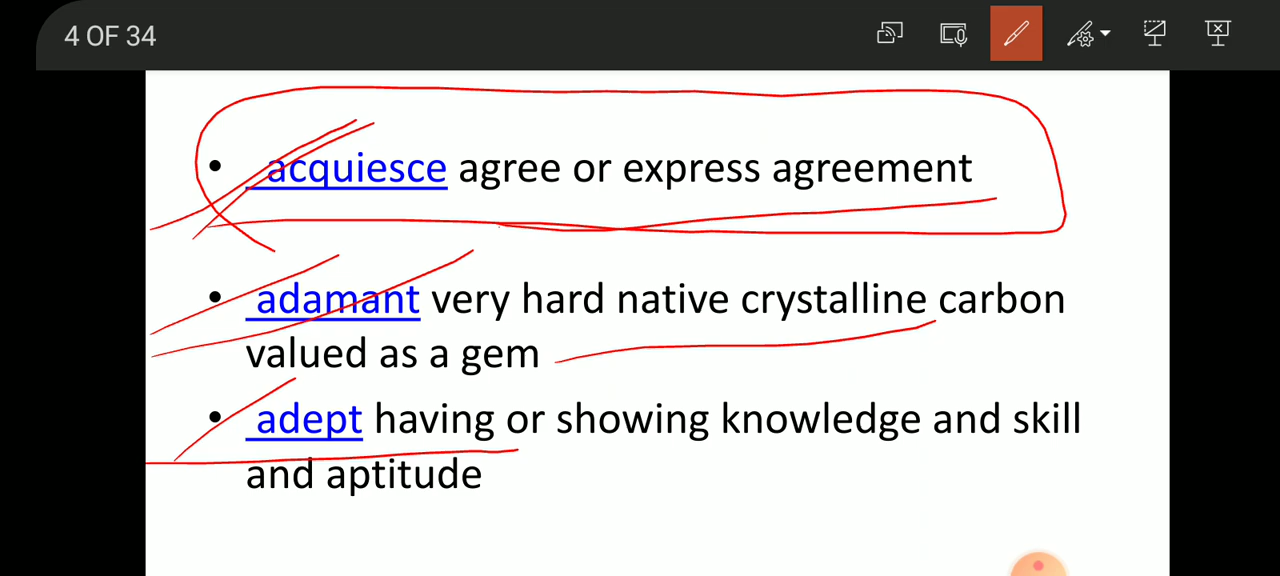 4 OF 34
• acquiesce agree or express agreement
• adamant very hard native crystalline carbon
valued as a gem
• adept having or showing knowledge and skill
and aptitude